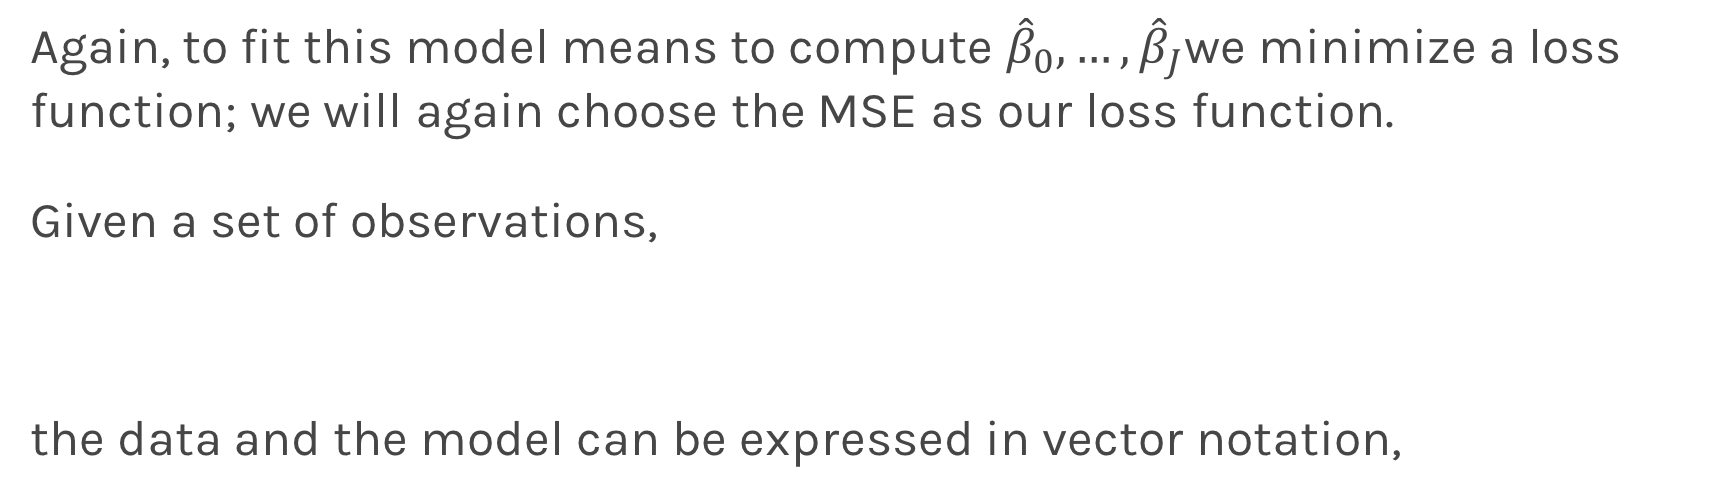 Again, to fit this model means to compute β̂₀, … , β̂_J we minimize a loss
function; we will again choose the MSE as our loss function.
Given a set of observations,
the data and the model can be expressed in vector notation,